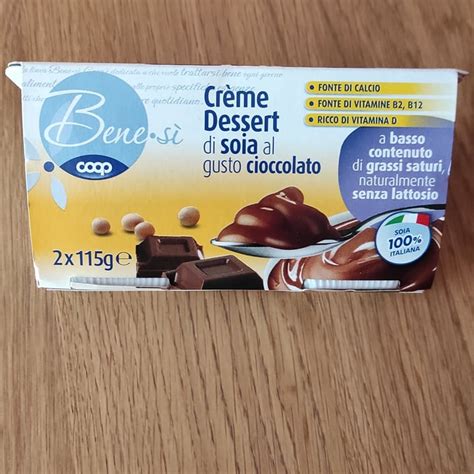 Bene.sì
coop
Crème
Dessert
di soia al
gusto cioccolato
FONTE DI CALCIO
FONTE DI VITAMINE B2, B12
RICCO DI VITAMINA D
a basso
contenuto
di grassi saturi,
naturalmente
senza lattosio
SOIA
100%
ITALIANA
2x115g℮